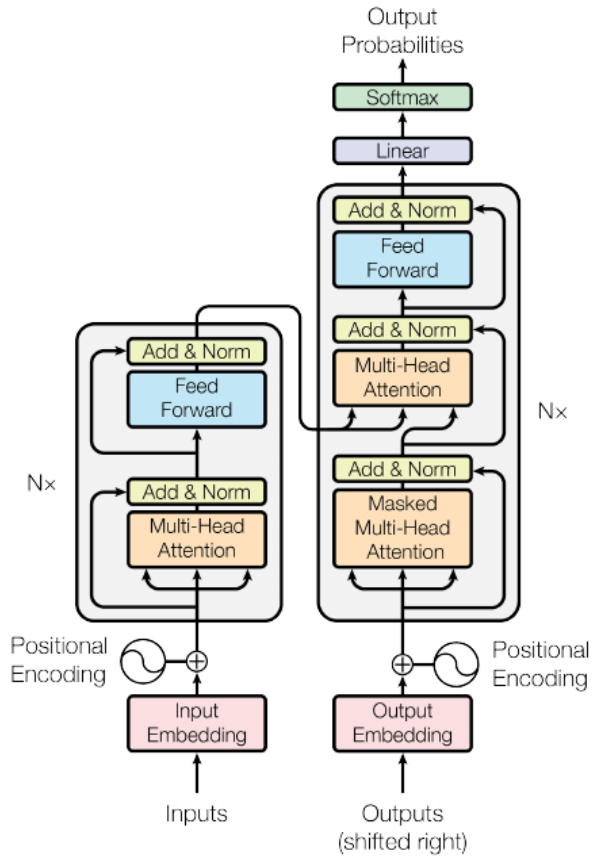 Output
Probabilities
Softmax
Linear
Add & Norm
Feed
Forward
Add & Norm
Multi-Head
Attention
Nx
Add & Norm
Masked
Multi-Head
Attention
Add & Norm
Feed
Forward
Nx
Add & Norm
Multi-Head
Attention
Positional
Encoding
Positional
Encoding
Input
Embedding
Output
Embedding
Inputs
Outputs
(shifted right)